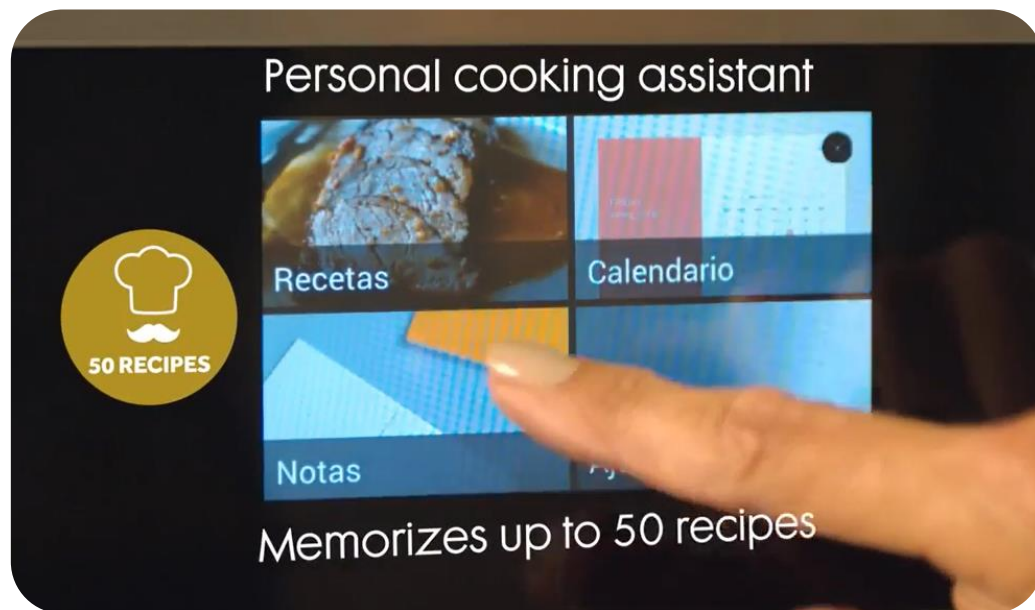 Personal cooking assistant
Recetas
Calendario
50 RECIPES
Notas
Memorizes up to 50 recipes